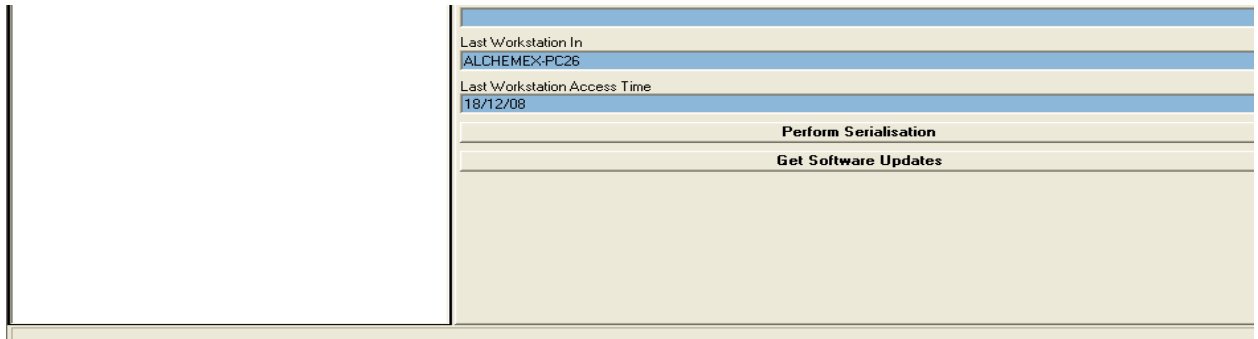 Last Workstation In
ALCHEMEX-PC26
Last Workstation Access Time
18/12/08
Perform Serialisation
Get Software Updates